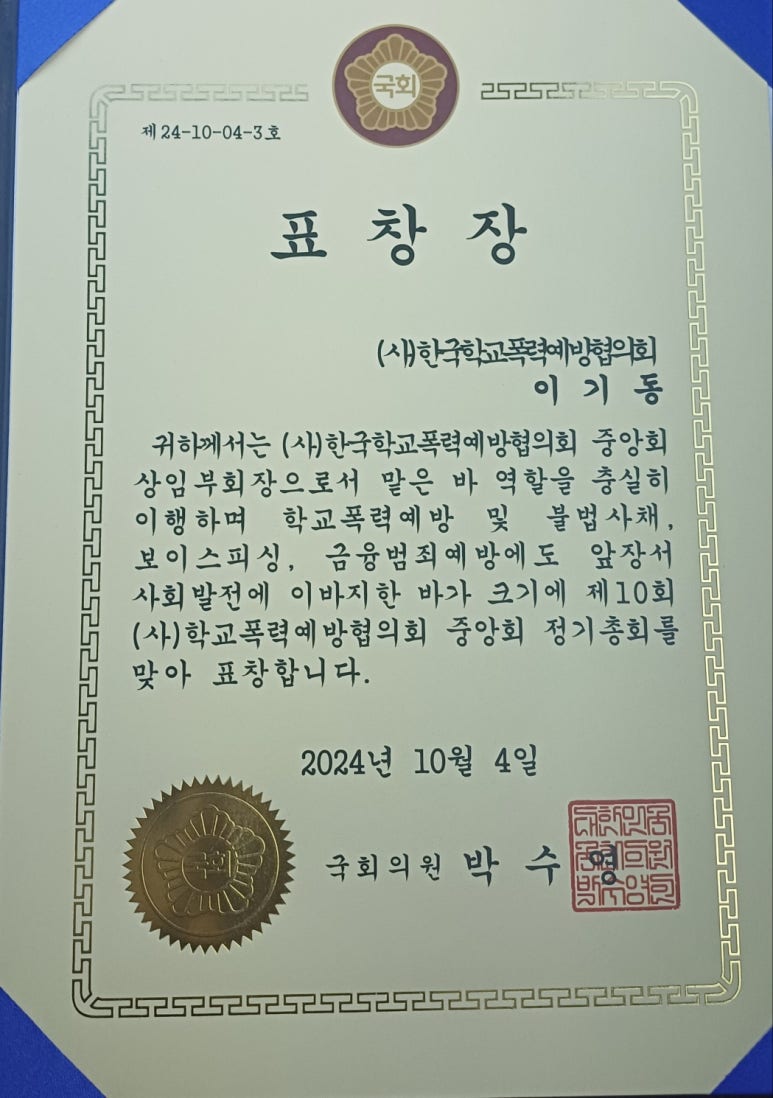 국회
제 24-10-04-3 호
표 창 장
(사)한국학교폭력예방협의회
이 기 동
귀하께서는 (사)한국학교폭력예방협의회 중앙회
상임부회장으로서 맡은 바 역할을 충실히
이행하며 학교폭력예방 및 불법사채,
보이스피싱, 금융범죄예방에도 앞장서
사회발전에 이바지한 바가 크기에 제10회
(사)학교폭력예방협의회 중앙회 정기총회를
맞아 표창합니다.
2024년 10월 4일
국회
국회의원 박 수 영